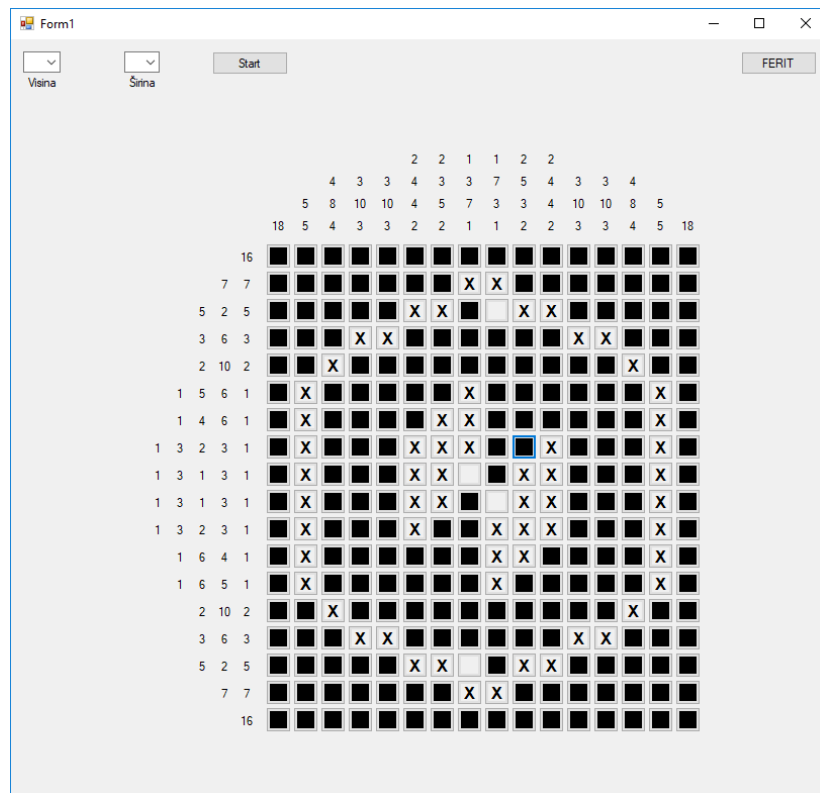 Form1
Start
FERIT
Visina
Širina
2 2 1 1 2 2
4 3 3 4 3 3 7 5 4 3 3 4
5 8 10 10 4 5 7 3 3 4 10 10 8 5
18 5 4 3 3 2 2 1 1 2 2 3 3 4 5 18
16
7 7 X X
5 2 5 X X X X
3 6 3 X X X X
2 10 2 X X
1 5 6 1 X X X
1 4 6 1 X X X X
1 3 2 3 1 X X X X X X
1 3 1 3 1 X X X X X X
1 3 1 3 1 X X X X X X
1 3 2 3 1 X X X X X X
1 6 4 1 X X X X
1 6 5 1 X X X
2 10 2 X X
3 6 3 X X X X
5 2 5 X X X X
7 7 X X
16